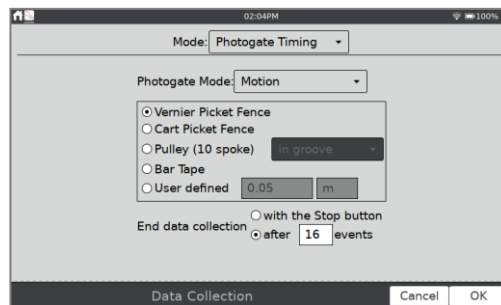 02:04PM 100%
Mode: Photogate Timing
Photogate Mode: Motion
Vernier Picket Fence
Cart Picket Fence
Pulley (10 spoke) in groove
Bar Tape
User defined 0.05 m
with the Stop button
End data collection
after 16 events
Data Collection Cancel OK